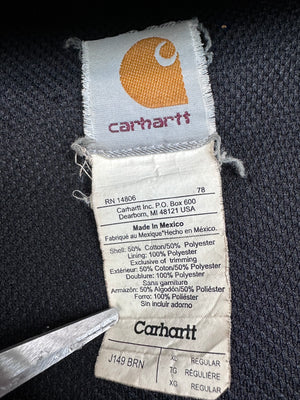 carhartt
RN 14806 78
Carhartt Inc. P.O. Box 600
Dearborn, MI 48121 USA
Made in Mexico
Fabriqué au Mexique*Hecho en México.
Shell: 50% Cotton/50% Polyester
Lining: 100% Polyester
Exclusive of trimming
Extérieur: 50% Coton/50% Polyester
Doublure: 100% Polyester
Sans garniture
Armazón: 50% Algodón/50% Poliéster
Forro: 100% Poliéster
Sin incluir adorno
Carhartt
J149 BRN
XL REGULAR
TG RÉGULIÈRE
XG REGULAR